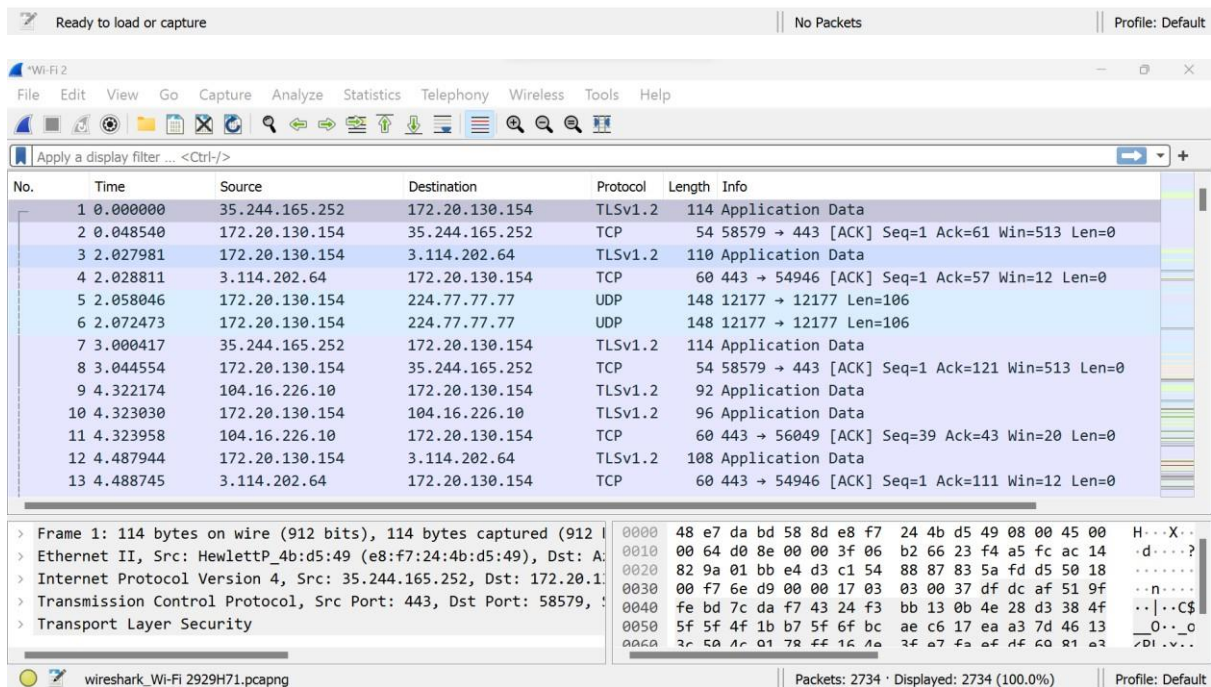 Ready to load or capture No Packets Profile: Default
*Wi-Fi 2
File Edit View Go Capture Analyze Statistics Telephony Wireless Tools Help
Apply a display filter ... <Ctrl-/>
No. Time Source Destination Protocol Length Info
1 0.000000 35.244.165.252 172.20.130.154 TLSv1.2 114 Application Data
2 0.048540 172.20.130.154 35.244.165.252 TCP 54 58579 → 443 [ACK] Seq=1 Ack=61 Win=513 Len=0
3 2.027981 172.20.130.154 3.114.202.64 TLSv1.2 110 Application Data
4 2.028811 3.114.202.64 172.20.130.154 TCP 60 443 → 54946 [ACK] Seq=1 Ack=57 Win=12 Len=0
5 2.058046 172.20.130.154 224.77.77.77 UDP 148 12177 → 12177 Len=106
6 2.072473 172.20.130.154 224.77.77.77 UDP 148 12177 → 12177 Len=106
7 3.000417 35.244.165.252 172.20.130.154 TLSv1.2 114 Application Data
8 3.044554 172.20.130.154 35.244.165.252 TCP 54 58579 → 443 [ACK] Seq=1 Ack=121 Win=513 Len=0
9 4.322174 104.16.226.10 172.20.130.154 TLSv1.2 92 Application Data
10 4.323030 172.20.130.154 104.16.226.10 TLSv1.2 96 Application Data
11 4.323958 104.16.226.10 172.20.130.154 TCP 60 443 → 56049 [ACK] Seq=39 Ack=43 Win=20 Len=0
12 4.487944 172.20.130.154 3.114.202.64 TLSv1.2 108 Application Data
13 4.488745 3.114.202.64 172.20.130.154 TCP 60 443 → 54946 [ACK] Seq=1 Ack=111 Win=12 Len=0
Frame 1: 114 bytes on wire (912 bits), 114 bytes captured (912
Ethernet II, Src: HewlettP_4b:d5:49 (e8:f7:24:4b:d5:49), Dst:
Internet Protocol Version 4, Src: 35.244.165.252, Dst: 172.20.1
Transmission Control Protocol, Src Port: 443, Dst Port: 58579,
Transport Layer Security
0000 48 e7 da bd 58 8d e8 f7 24 4b d5 49 08 00 45 00 H···X··
0010 00 64 d0 8e 00 00 3f 06 b2 66 23 f4 a5 fc ac 14 ·d····?
0020 82 9a 01 bb e4 d3 c1 54 88 87 83 5a fd d5 50 18 ·······
0030 00 f7 6e d9 00 00 17 03 03 00 37 df dc af 51 9f ··n····
0040 fe bd 7c da f7 43 24 f3 bb 13 0b 4e 28 d3 38 4f ··|··C$
0050 5f 5f 4f 1b b7 5f 6f bc ae c6 17 ea a3 7d 46 13 __O··_o
0060 3c 50 4c 91 78 ff 16 4e 3f e7 fa ef df 69 81 e3 <PL·x··
wireshark_Wi-Fi 2929H71.pcapng Packets: 2734 · Displayed: 2734 (100.0%) Profile: Default